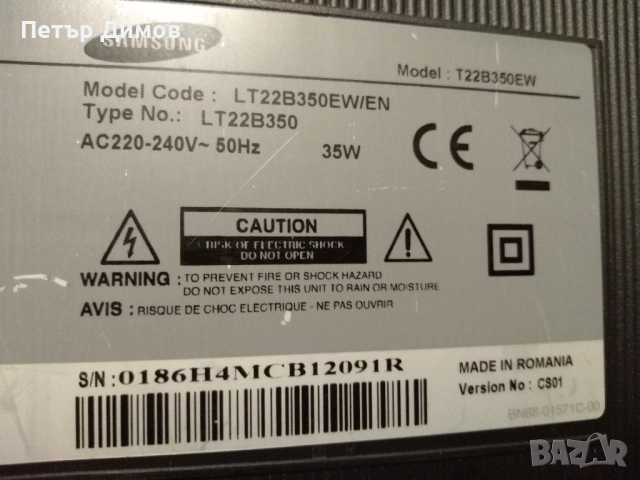 Петър Димов
SAMSUNG
Model : T22B350EW
Model Code : LT22B350EW/EN
Type No.: LT22B350
AC220-240V~ 50Hz 35W
CE
CAUTION
RISK OF ELECTRIC SHOCK
DO NOT OPEN
WARNING : TO PREVENT FIRE OR SHOCK HAZARD
DO NOT EXPOSE THIS UNIT TO RAIN OR MOISTURE
AVIS : RISQUE DE CHOC ELECTRIQUE - NE PAS OUVRIR
S/N : 0186H4MCB12091R
MADE IN ROMANIA
Version No : CS01
BN68-01571C-00
BAZAR